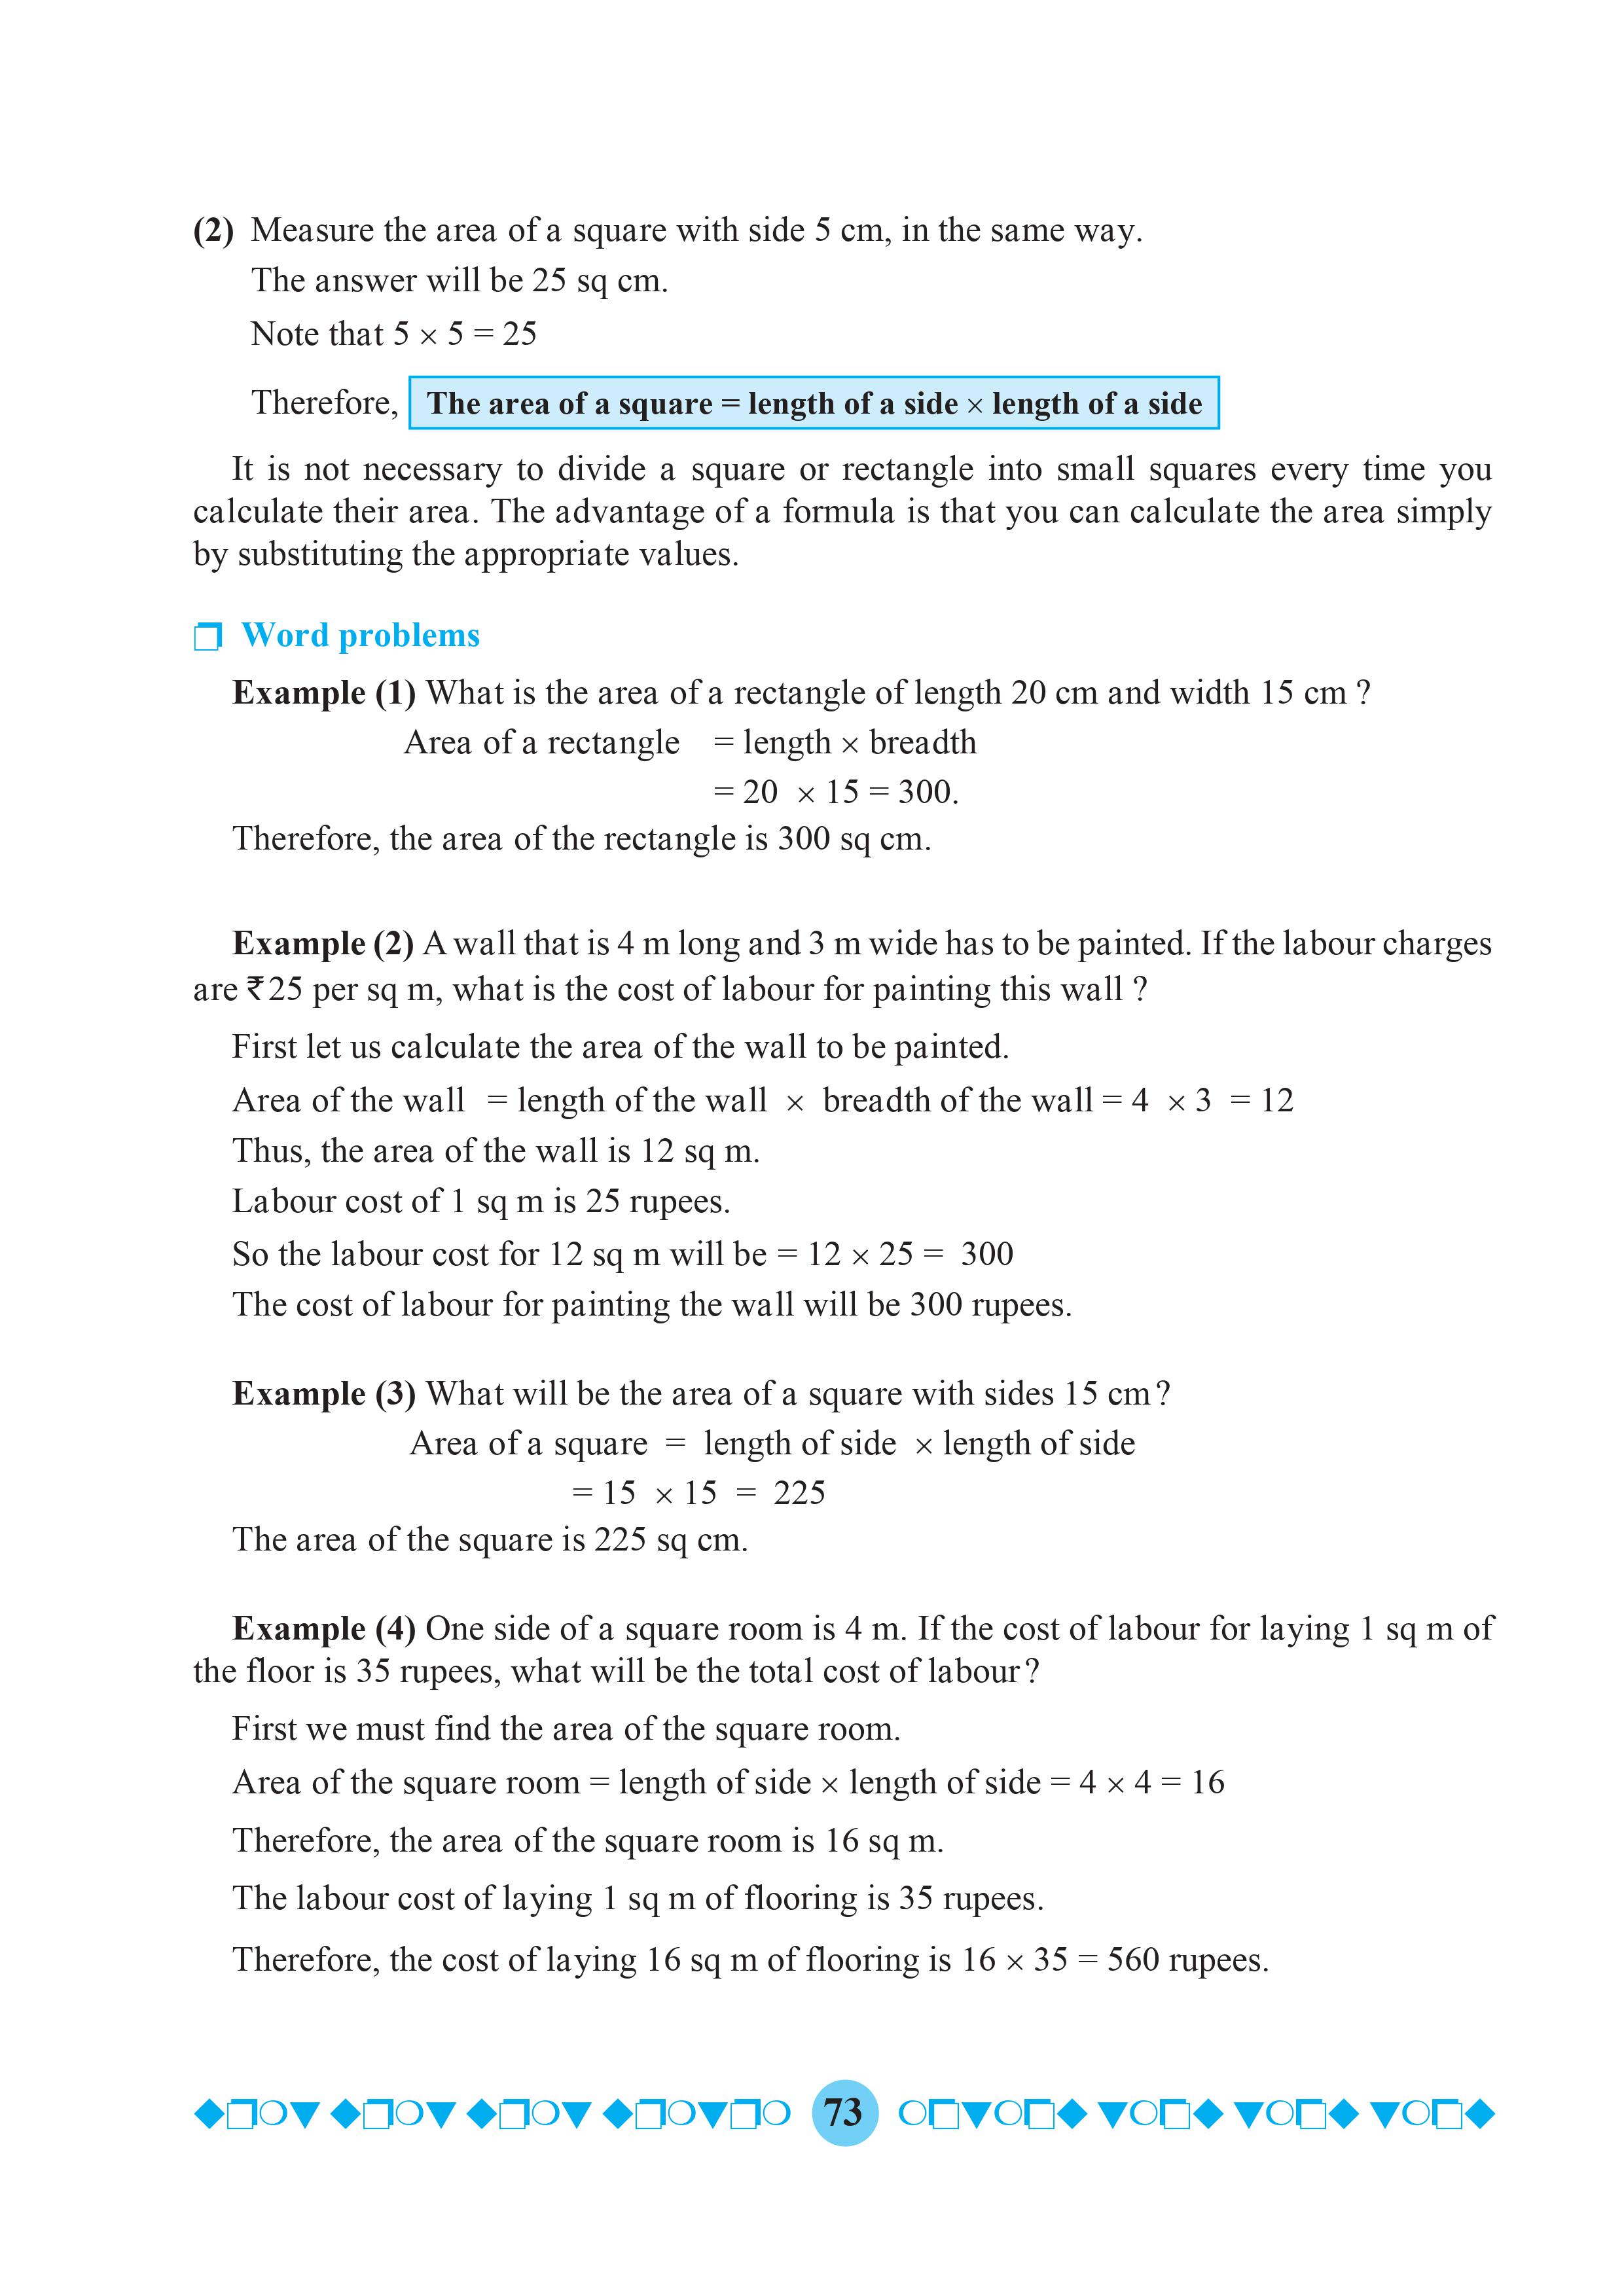 (2) Measure the area of a square with side 5 cm, in the same way.
The answer will be 25 sq cm.
Note that 5 × 5 = 25
Therefore, The area of a square = length of a side × length of a side
It is not necessary to divide a square or rectangle into small squares every time you
calculate their area. The advantage of a formula is that you can calculate the area simply
by substituting the appropriate values.
❒ Word problems
Example (1) What is the area of a rectangle of length 20 cm and width 15 cm ?
Area of a rectangle = length × breadth
= 20 × 15 = 300.
Therefore, the area of the rectangle is 300 sq cm.
Example (2) A wall that is 4 m long and 3 m wide has to be painted. If the labour charges
are ₹25 per sq m, what is the cost of labour for painting this wall ?
First let us calculate the area of the wall to be painted.
Area of the wall = length of the wall × breadth of the wall = 4 × 3 = 12
Thus, the area of the wall is 12 sq m.
Labour cost of 1 sq m is 25 rupees.
So the labour cost for 12 sq m will be = 12 × 25 = 300
The cost of labour for painting the wall will be 300 rupees.
Example (3) What will be the area of a square with sides 15 cm?
Area of a square = length of side × length of side
= 15 × 15 = 225
The area of the square is 225 sq cm.
Example (4) One side of a square room is 4 m. If the cost of labour for laying 1 sq m of
the floor is 35 rupees, what will be the total cost of labour?
First we must find the area of the square room.
Area of the square room = length of side × length of side = 4 × 4 = 16
Therefore, the area of the square room is 16 sq m.
The labour cost of laying 1 sq m of flooring is 35 rupees.
Therefore, the cost of laying 16 sq m of flooring is 16 × 35 = 560 rupees.
73